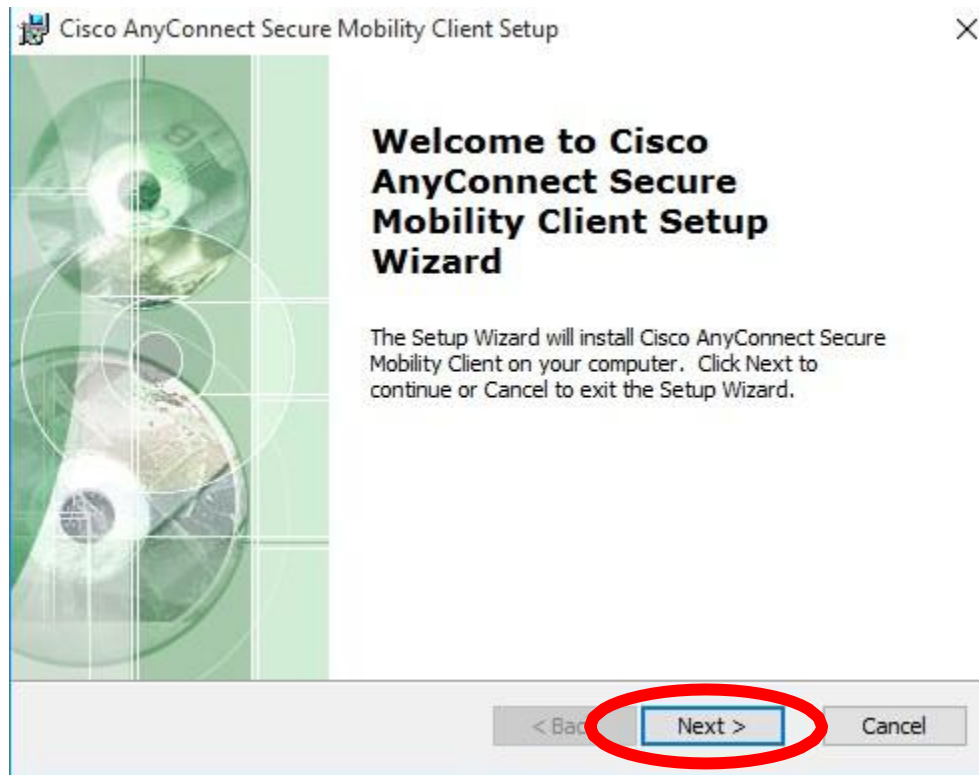 Cisco AnyConnect Secure Mobility Client Setup
Welcome to Cisco
AnyConnect Secure
Mobility Client Setup
Wizard
The Setup Wizard will install Cisco AnyConnect Secure
Mobility Client on your computer. Click Next to
continue or Cancel to exit the Setup Wizard.
< Bac
Next >
Cancel